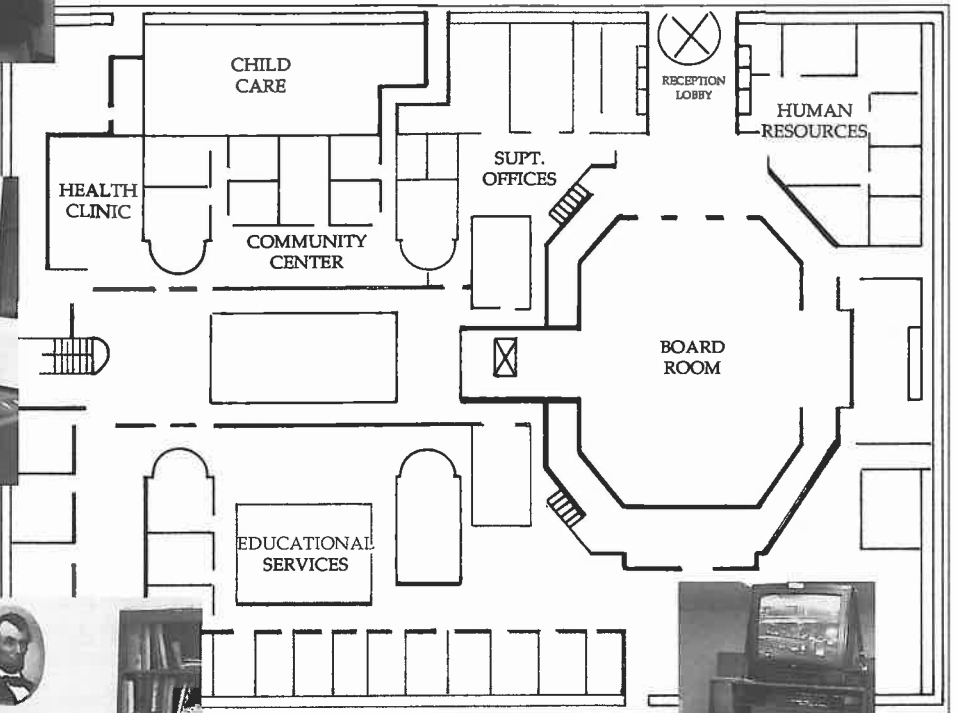 CHILD
CARE
RECEPTION
LOBBY
HUMAN
RESOURCES
SUPT.
OFFICES
HEALTH
CLINIC
COMMUNITY
CENTER
BOARD
ROOM
EDUCATIONAL
SERVICES